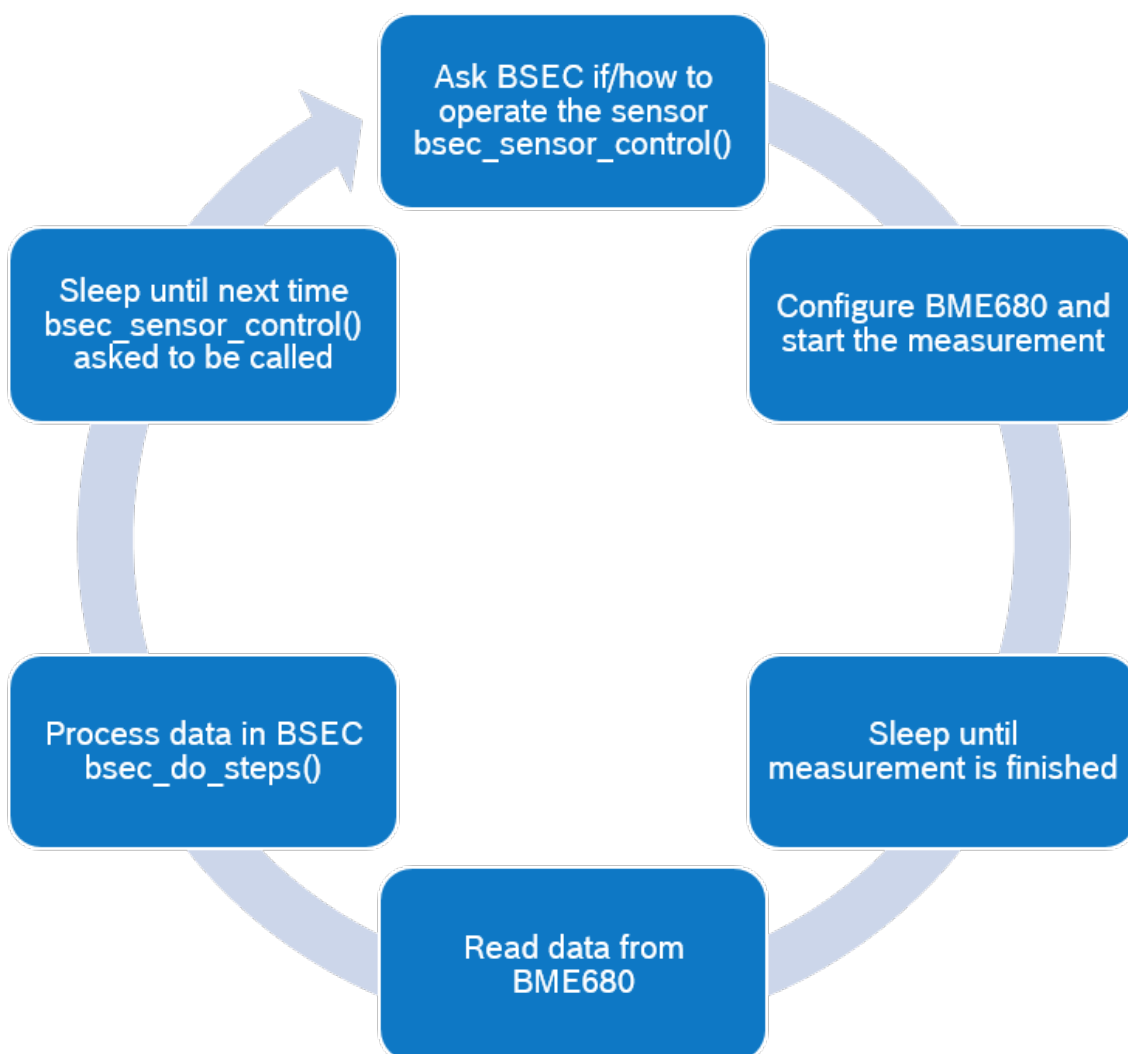 Ask BSEC if/how to
operate the sensor
bsec_sensor_control()
Configure BME680 and
start the measurement
Sleep until
measurement is finished
Read data from
BME680
Process data in BSEC
bsec_do_steps()
Sleep until next time
bsec_sensor_control()
asked to be called